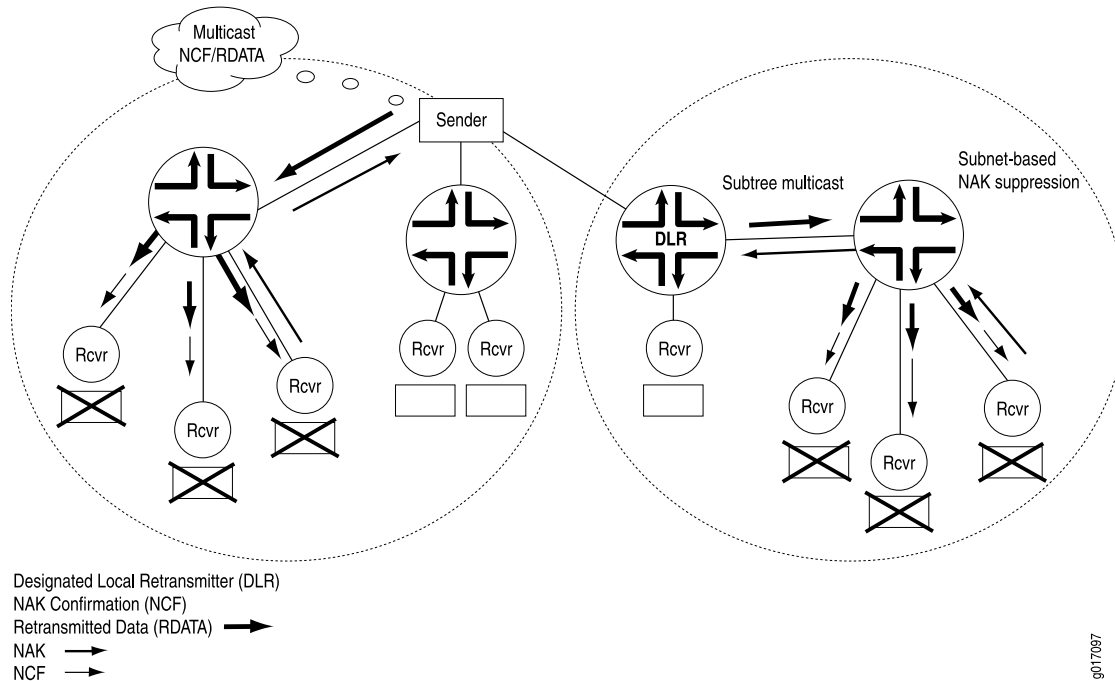 Multicast
NCF/RDATA
Sender
Subtree multicast
Subnet-based
NAK suppression
DLR
Rcvr
Rcvr
Rcvr
Rcvr
Rcvr
Rcvr
Rcvr
Rcvr
Rcvr
Designated Local Retransmitter (DLR)
NAK Confirmation (NCF)
Retransmitted Data (RDATA)
NAK
NCF
g017097